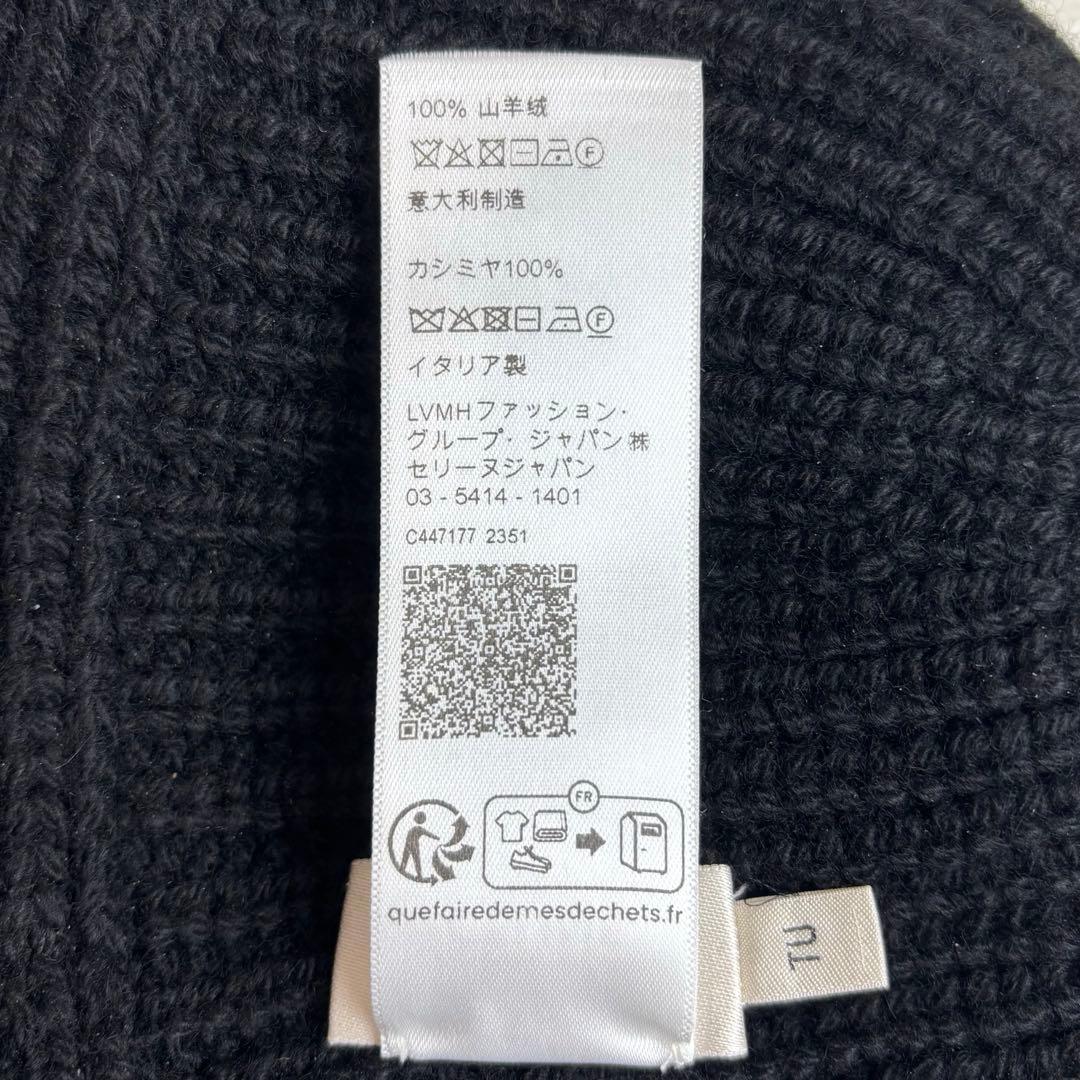 100% 山羊绒
F
意大利制造
カシミヤ100%
F
イタリア製
LVMHファッション・
グループ・ジャパン㈱
セリーヌジャパン
03 - 5414 - 1401
C447177 2351
FR
quefairedemesdechets.fr
TU